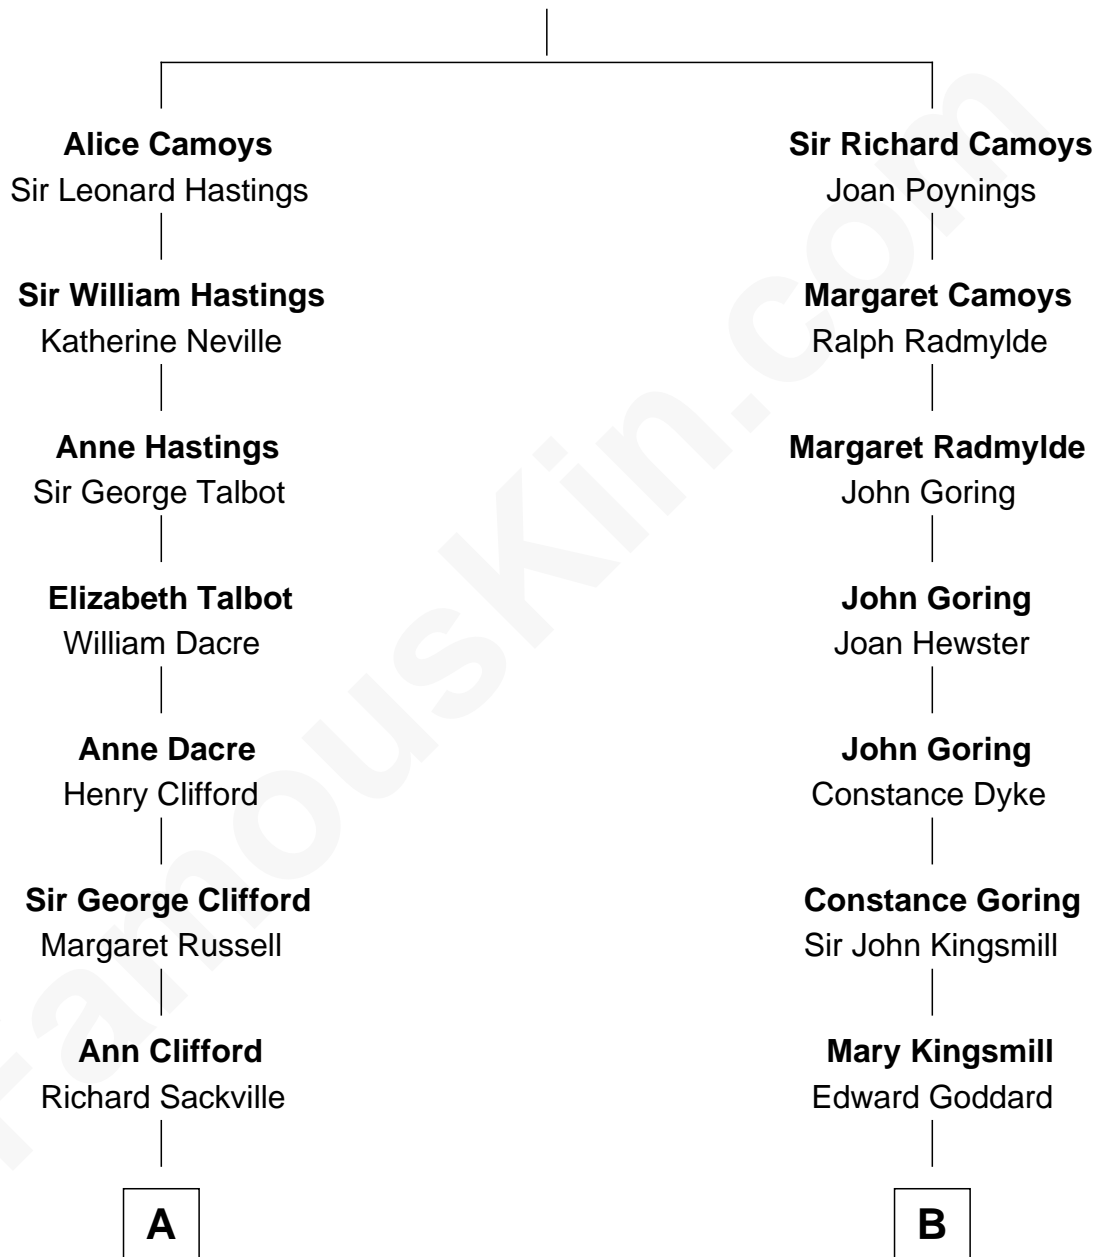 Alice Camoys
Sir Leonard Hastings
Sir William Hastings
Katherine Neville
Anne Hastings
Sir George Talbot
Elizabeth Talbot
William Dacre
Anne Dacre
Henry Clifford
Sir George Clifford
Margaret Russell
Ann Clifford
Richard Sackville
A
Sir Richard Camoys
Joan Poynings
Margaret Camoys
Ralph Radmylde
Margaret Radmylde
John Goring
John Goring
Joan Hewster
John Goring
Constance Dyke
Constance Goring
Sir John Kingsmill
Mary Kingsmill
Edward Goddard
B
FamousKin.com